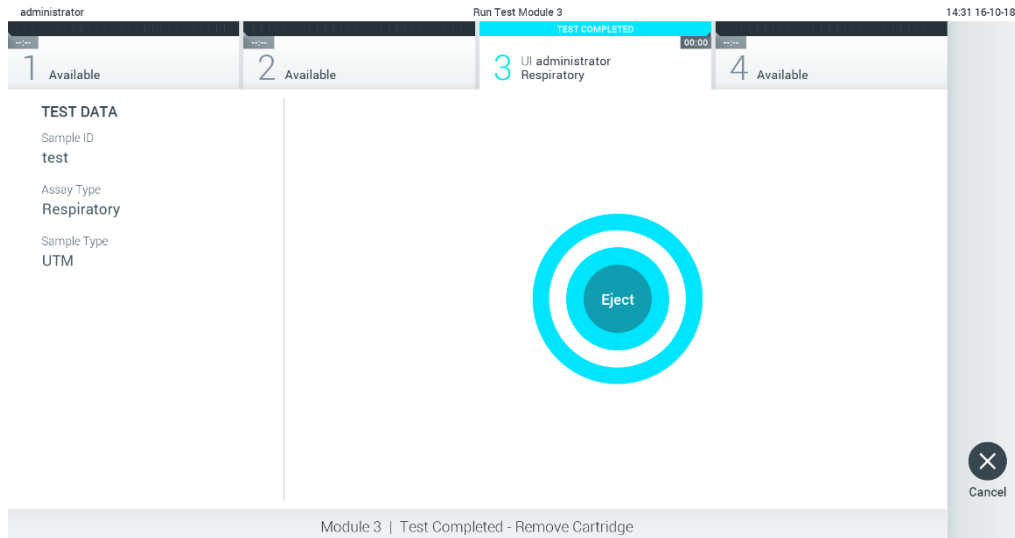 administrator
Run Test Module 3
14:31 16-10-18
TEST COMPLETED
--:--
--:--
00:00
--:--
1 Available
2 Available
3 UI administrator
Respiratory
4 Available
TEST DATA
Sample ID
test
Assay Type
Respiratory
Sample Type
UTM
Eject
Cancel
Module 3 | Test Completed - Remove Cartridge